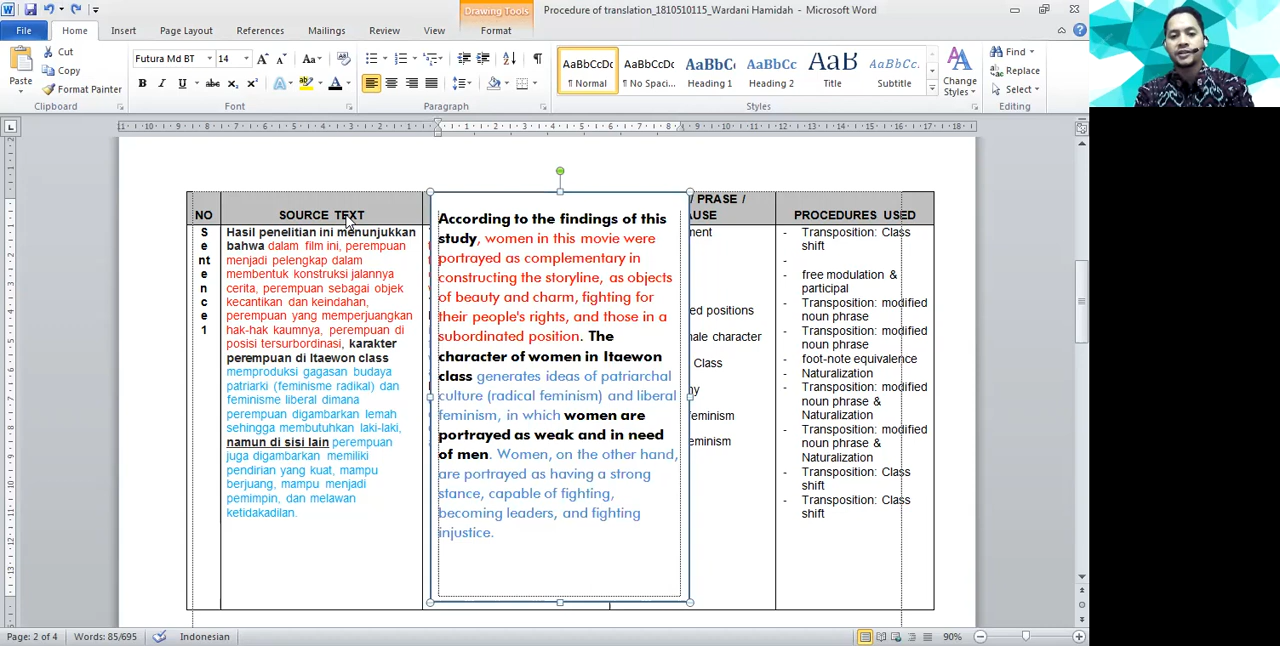 Drawing Tools
Procedure of translation_1810510115_Wardani Hamidah - Microsoft Word
File Home Insert Page Layout References Mailings Review View Format
Cut
Copy
Format Painter
Paste
Clipboard
Futura Md BT 14
Font
Paragraph
AaBbCcDc AaBbCcDc AaBbC( AaBbCc AaB AaBbCc.
¶ Normal ¶ No Spaci... Heading 1 Heading 2 Title Subtitle
Change
Styles
Styles
Find
Replace
Select
Editing
NO
SOURCE TEXT
/ PRASE /
AUSE
PROCEDURES USED
S
e
nt
e
n
c
e
1
Hasil penelitian ini menunjukkan
bahwa dalam film ini, perempuan
menjadi pelengkap dalam
membentuk konstruksi jalannya
cerita, perempuan sebagai objek
kecantikan dan keindahan,
perempuan yang memperjuangkan
hak-hak kaumnya, perempuan di
posisi tersurbordinasi, karakter
perempuan di Itaewon class
memproduksi gagasan budaya
patriarki (feminisme radikal) dan
feminisme liberal dimana
perempuan digambarkan lemah
sehingga membutuhkan laki-laki,
namun di sisi lain perempuan
juga digambarkan memiliki
pendirian yang kuat, mampu
berjuang, mampu menjadi
pemimpin, dan melawan
ketidakadilan.
According to the findings of this
study, women in this movie were
portrayed as complementary in
constructing the storyline, as objects
of beauty and charm, fighting for
their people's rights, and those in a
subordinated position. The
character of women in Itaewon
class generates ideas of patriarchal
culture (radical feminism) and liberal
feminism, in which women are
portrayed as weak and in need
of men. Women, on the other hand,
are portrayed as having a strong
stance, capable of fighting,
becoming leaders, and fighting
injustice.
ment
ed positions
ale character
Class
ny
feminism
eminism
- Transposition: Class
shift
-
- free modulation &
participal
- Transposition: modified
noun phrase
- Transposition: modified
noun phrase
- foot-note equivalence
- Naturalization
- Transposition: modified
noun phrase &
Naturalization
- Transposition: modified
noun phrase &
Naturalization
- Transposition: Class
shift
- Transposition: Class
shift
Page: 2 of 4 Words: 85/695 Indonesian 90%